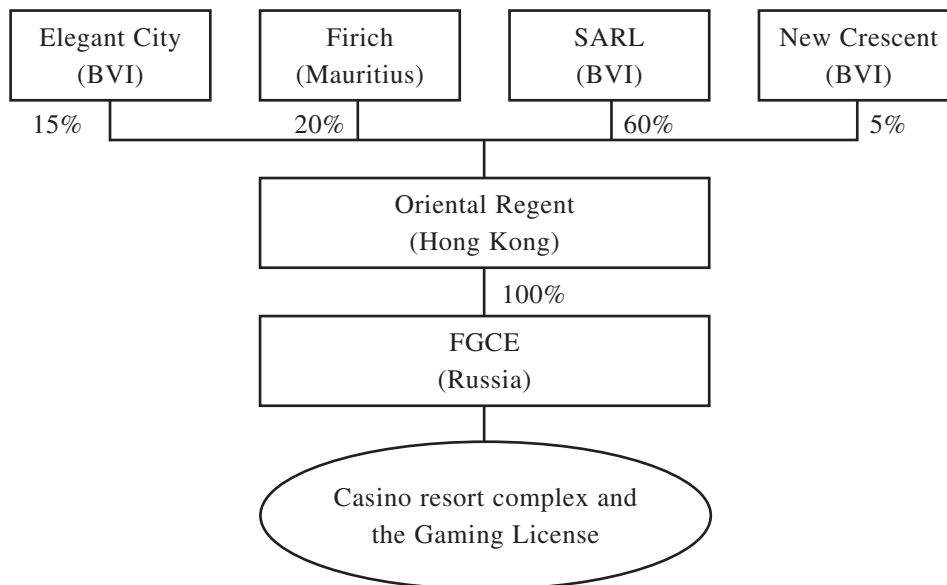 Elegant City
(BVI)
Firich
(Mauritius)
SARL
(BVI)
New Crescent
(BVI)
15%
20%
60%
5%
Oriental Regent
(Hong Kong)
100%
FGCE
(Russia)
Casino resort complex and
the Gaming License